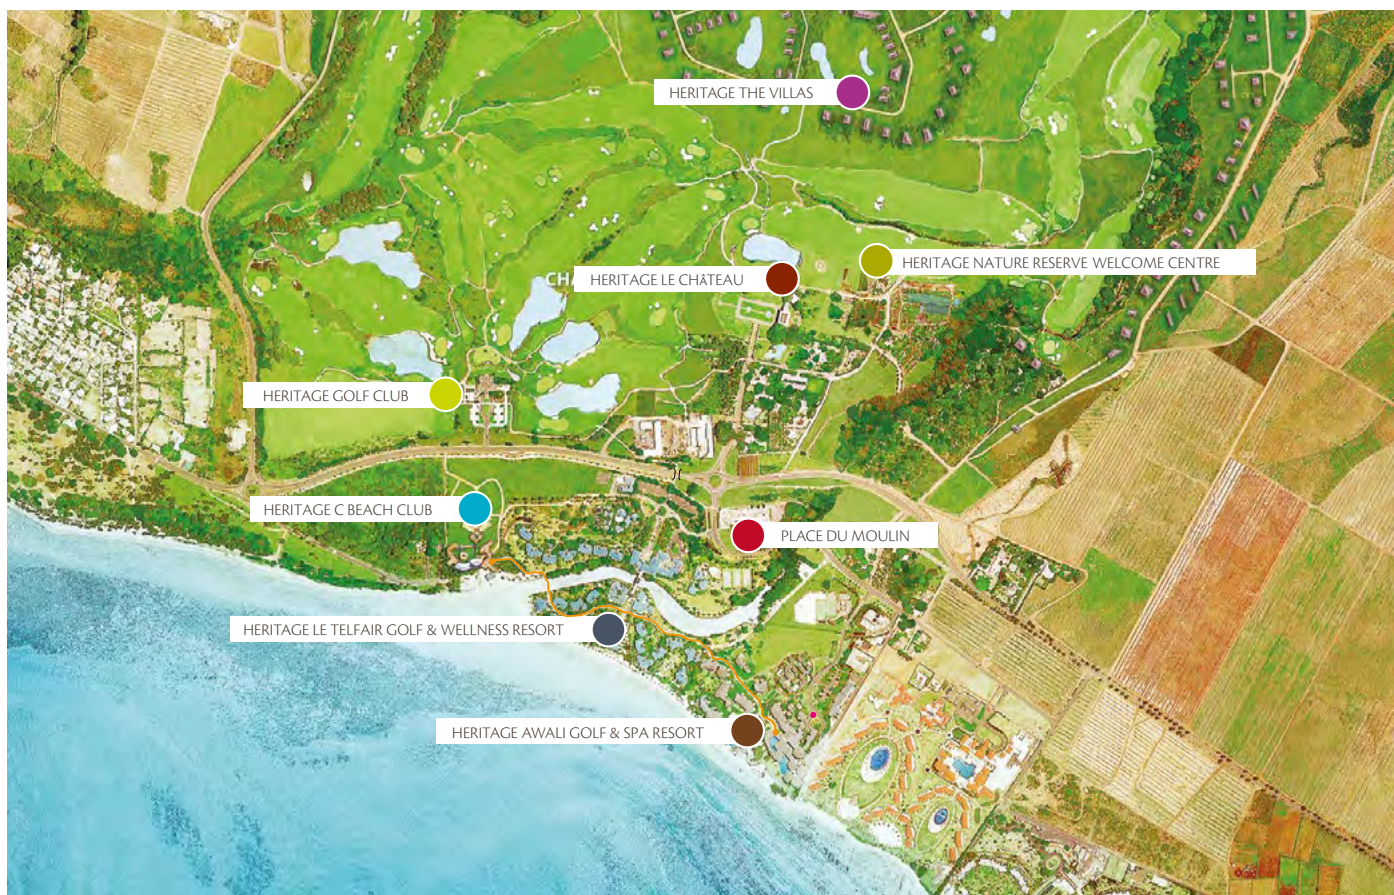 HERITAGE THE VILLAS
HERITAGE NATURE RESERVE WELCOME CENTRE
CHA
HERITAGE LE CHâTEAU
HERITAGE GOLF CLUB
HERITAGE C BEACH CLUB
PLACE DU MOULIN
HERITAGE LE TELFAIR GOLF & WELLNESS RESORT
HERITAGE AWALI GOLF & SPA RESORT